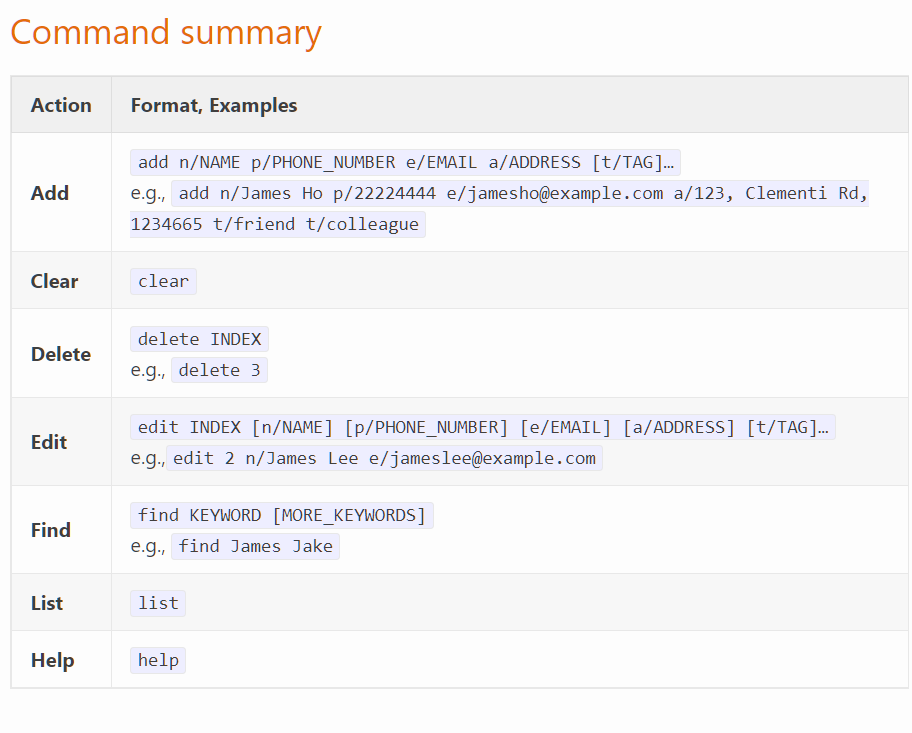 Command summary
Action Format, Examples
Add
add n/NAME p/PHONE_NUMBER e/EMAIL a/ADDRESS [t/TAG]…
e.g., add n/James Ho p/22224444 e/jamesho@example.com a/123, Clementi Rd,
1234665 t/friend t/colleague
Clear clear
Delete
delete INDEX
e.g., delete 3
Edit
edit INDEX [n/NAME] [p/PHONE_NUMBER] [e/EMAIL] [a/ADDRESS] [t/TAG]…
e.g., edit 2 n/James Lee e/jameslee@example.com
Find
find KEYWORD [MORE_KEYWORDS]
e.g., find James Jake
List list
Help help